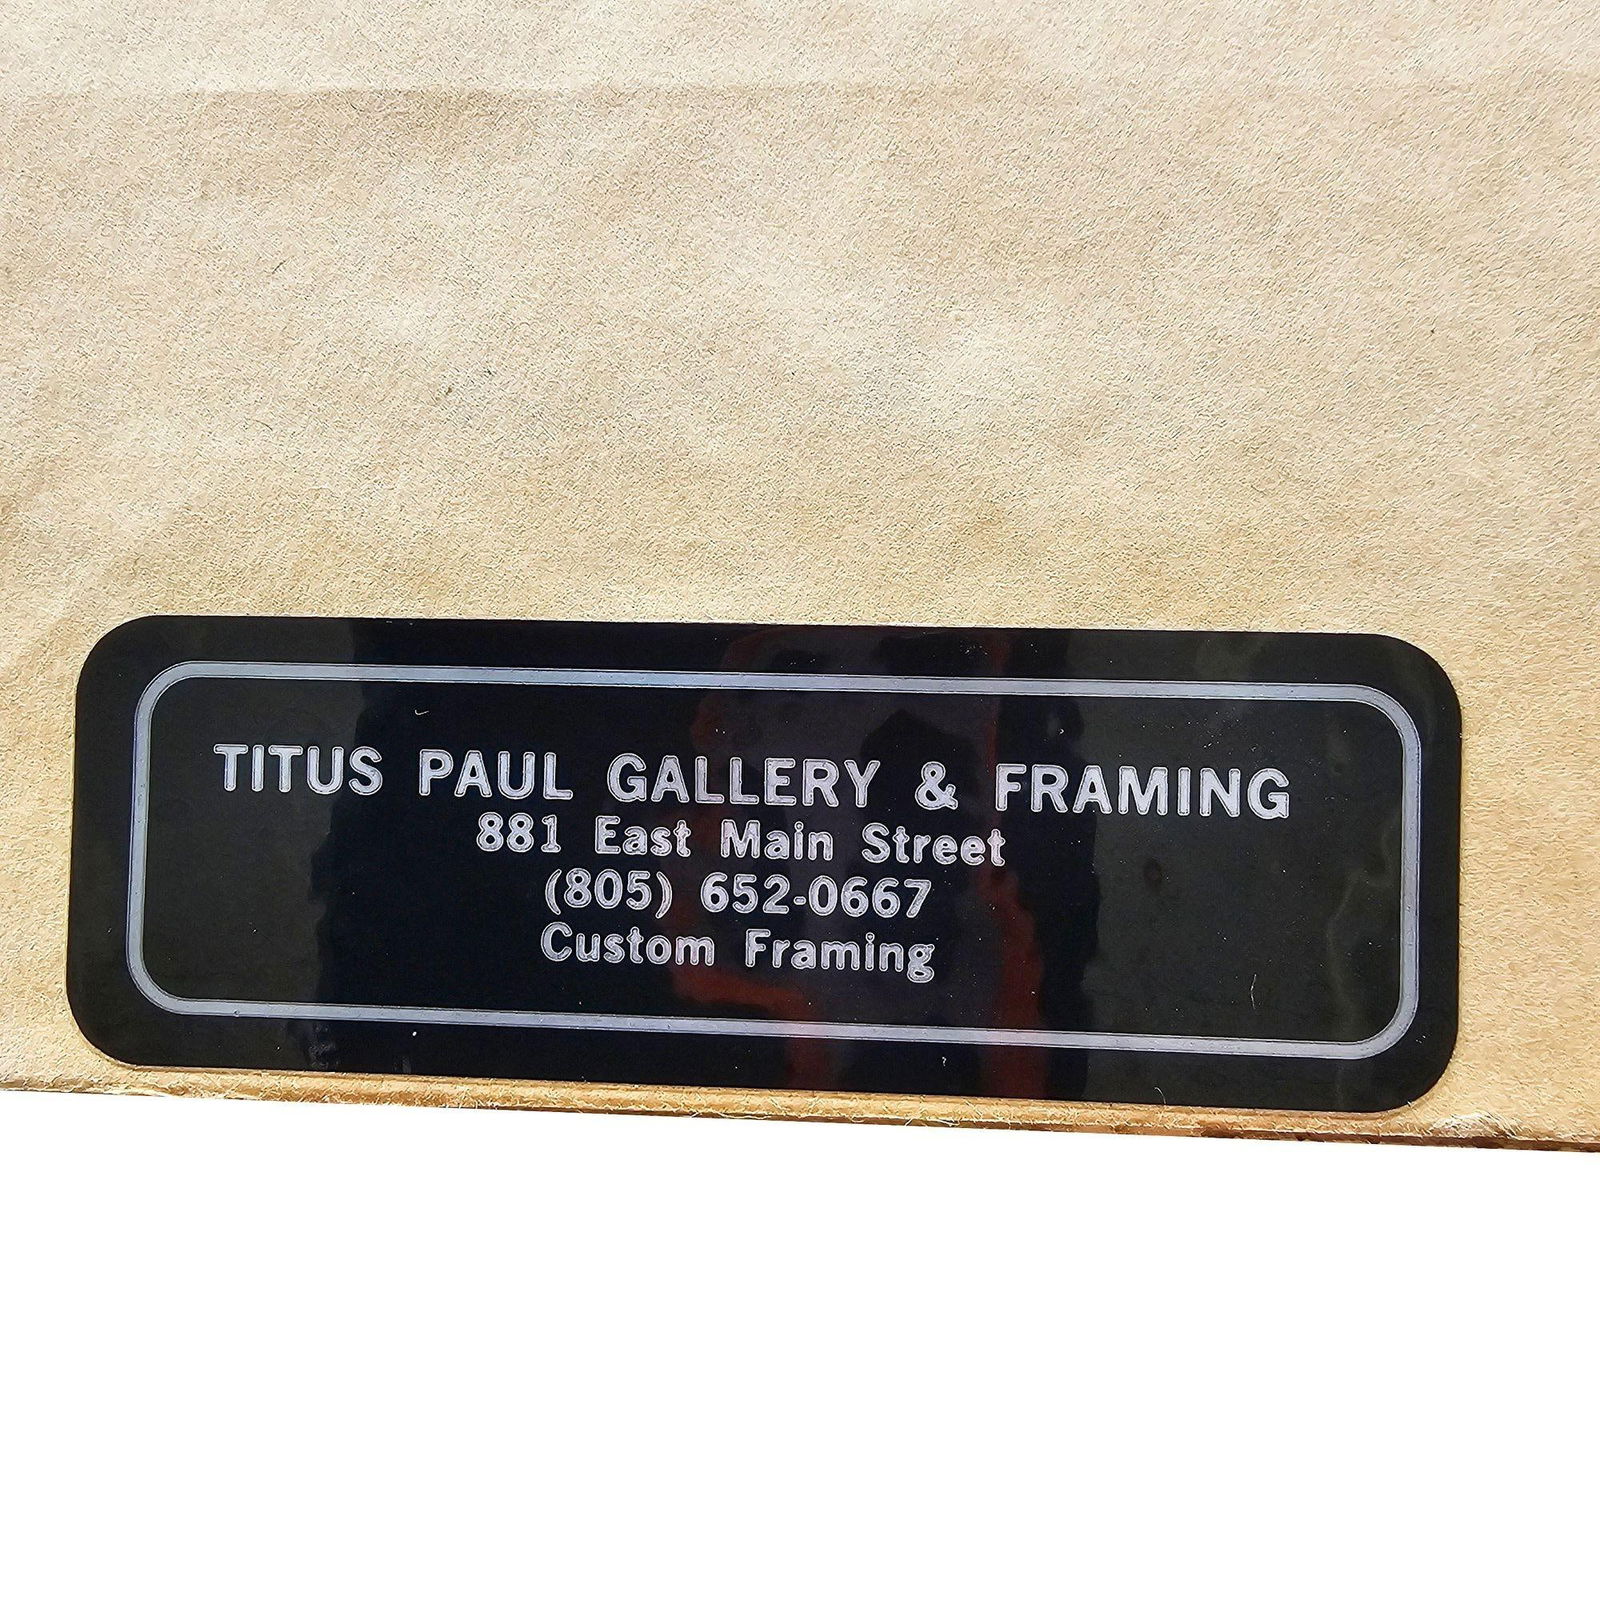 TITUS PAUL GALLERY & FRAMING
881 East Main Street
(805) 652-0667
Custom Framing